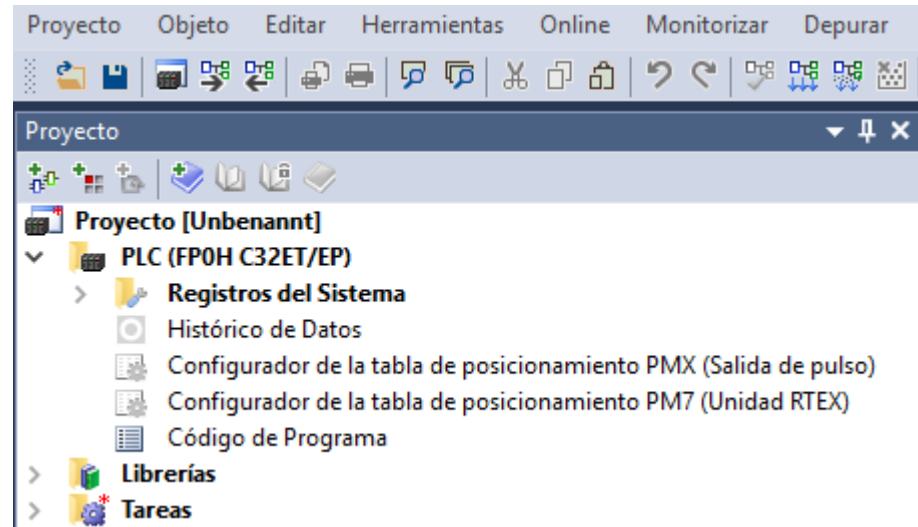 Proyecto Objeto Editar Herramientas Online Monitorizar Depurar
Proyecto
Proyecto [Unbenannt]
PLC (FP0H C32ET/EP)
Registros del Sistema
Histórico de Datos
Configurador de la tabla de posicionamiento PMX (Salida de pulso)
Configurador de la tabla de posicionamiento PM7 (Unidad RTEX)
Código de Programa
Librerías
Tareas